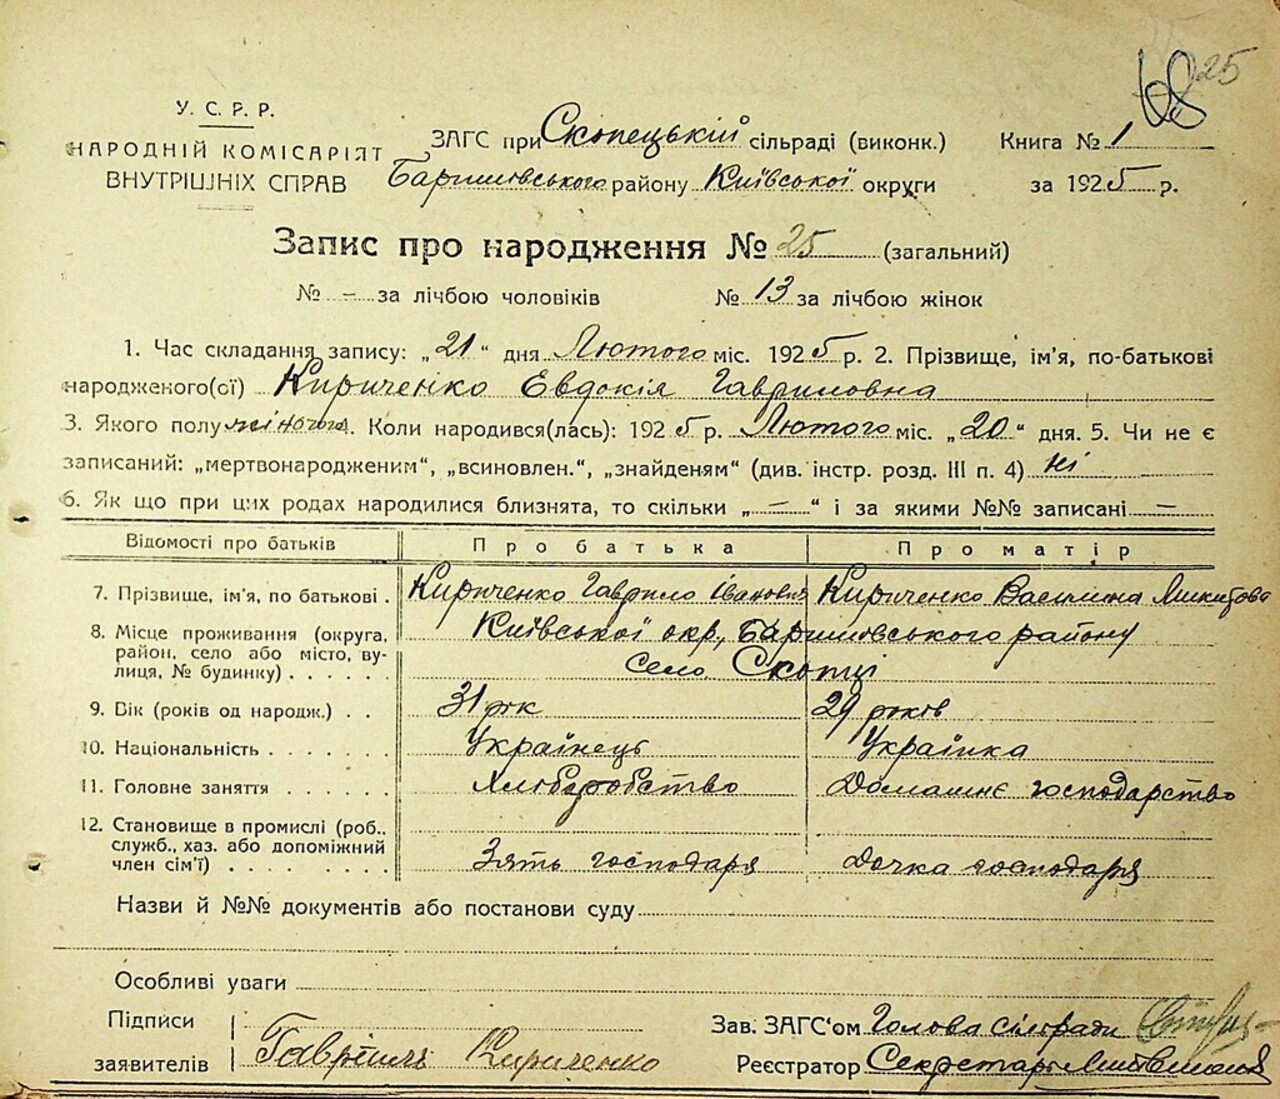 68 25
У. С. Р. Р.
НАРОДНІЙ КОМІСАРІЯТ
ВНУТРІШНІХ СПРАВ
ЗАГС при Скопецькій сільраді (виконк.) Книга № 1
Баришівського району Київської округи за 1925 р.
Запис про народження № 25 (загальний)
№ – за лічбою чоловіків № 13 за лічбою жінок
1. Час складання запису: „21“ дня Лютого міс. 1925 р. 2. Прізвище, ім'я, по-батькові
народженого(ої) Кириченко Евдокія Гавриловна
3. Якого полу жіночого. Коли народився(лась): 1925 р. Лютого міс. „20“ дня. 5. Чи не є
записаний: „мертвонародженим“, „всиновлен.“, „знайденям“ (див. інстр. розд. III п. 4) ні
6. Як що при цих родах народилися близнята, то скільки „–“ і за якими №№ записані –
Відомості про батьків Про батька Про матір
7. Прізвище, ім'я, по батькові . Кириченко Гаврило Іванович Кириченко Василина Микитова
8. Місце проживання (округа, район, село або місто, вулиця, № будинку) . . . . . . Київської окр., Баришівського району
село Скопці
9. Вік (років од народж.) . . 31 рік 29 років
10. Національність . . . . . . . Українець Українка
11. Головне заняття . . . . . . Хліборобство Домашнє господарство
12. Становище в промислі (роб., служб., хаз. або допоміжний член сім'ї) . . . . . . . . . Зять господаря Дочка господаря
Назви й №№ документів або постанови суду
Особливі уваги
Підписи заявителів Гавріилъ Кириченко
Зав. ЗАГС'ом Голова сілради
Реєстратор Секретарь